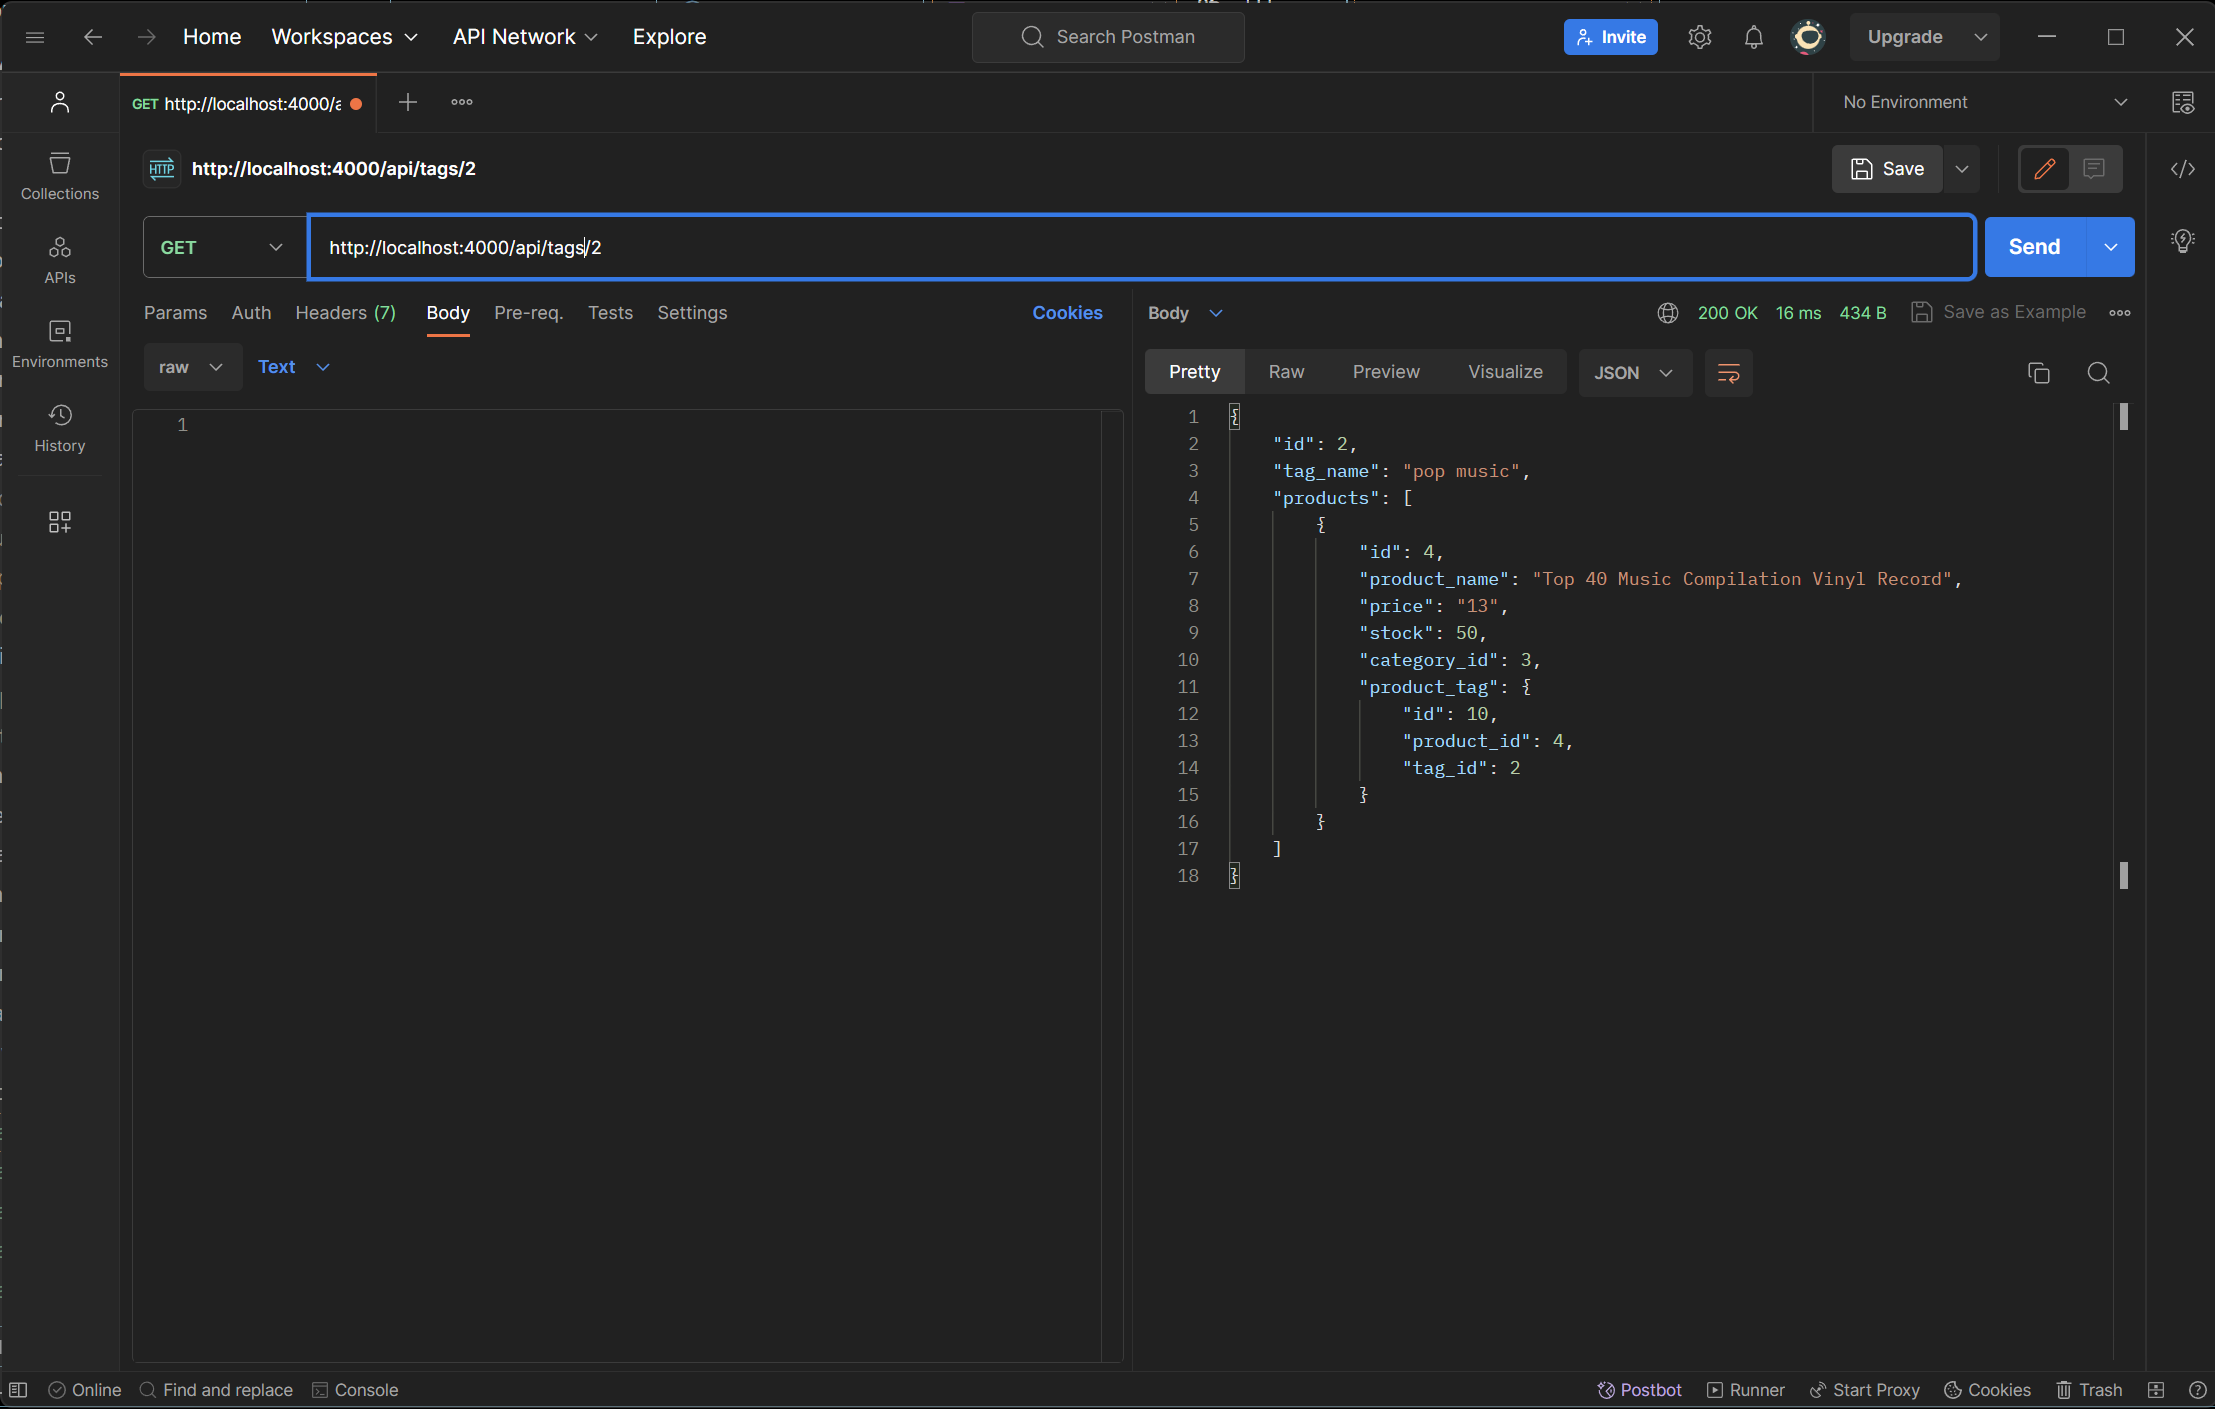 Home Workspaces API Network Explore Search Postman Invite Upgrade
GET http://localhost:4000/a No Environment
HTTP http://localhost:4000/api/tags/2 Save
GET http://localhost:4000/api/tags/2 Send
Collections
APIs
Environments
History
Params Auth Headers (7) Body Pre-req. Tests Settings Cookies
raw Text
1
Body 200 OK 16 ms 434 B Save as Example
Pretty Raw Preview Visualize JSON
1 {
2 "id": 2,
3 "tag_name": "pop music",
4 "products": [
5 {
6 "id": 4,
7 "product_name": "Top 40 Music Compilation Vinyl Record",
8 "price": "13",
9 "stock": 50,
10 "category_id": 3,
11 "product_tag": {
12 "id": 10,
13 "product_id": 4,
14 "tag_id": 2
15 }
16 }
17 ]
18 }
Online Find and replace Console Postbot Runner Start Proxy Cookies Trash